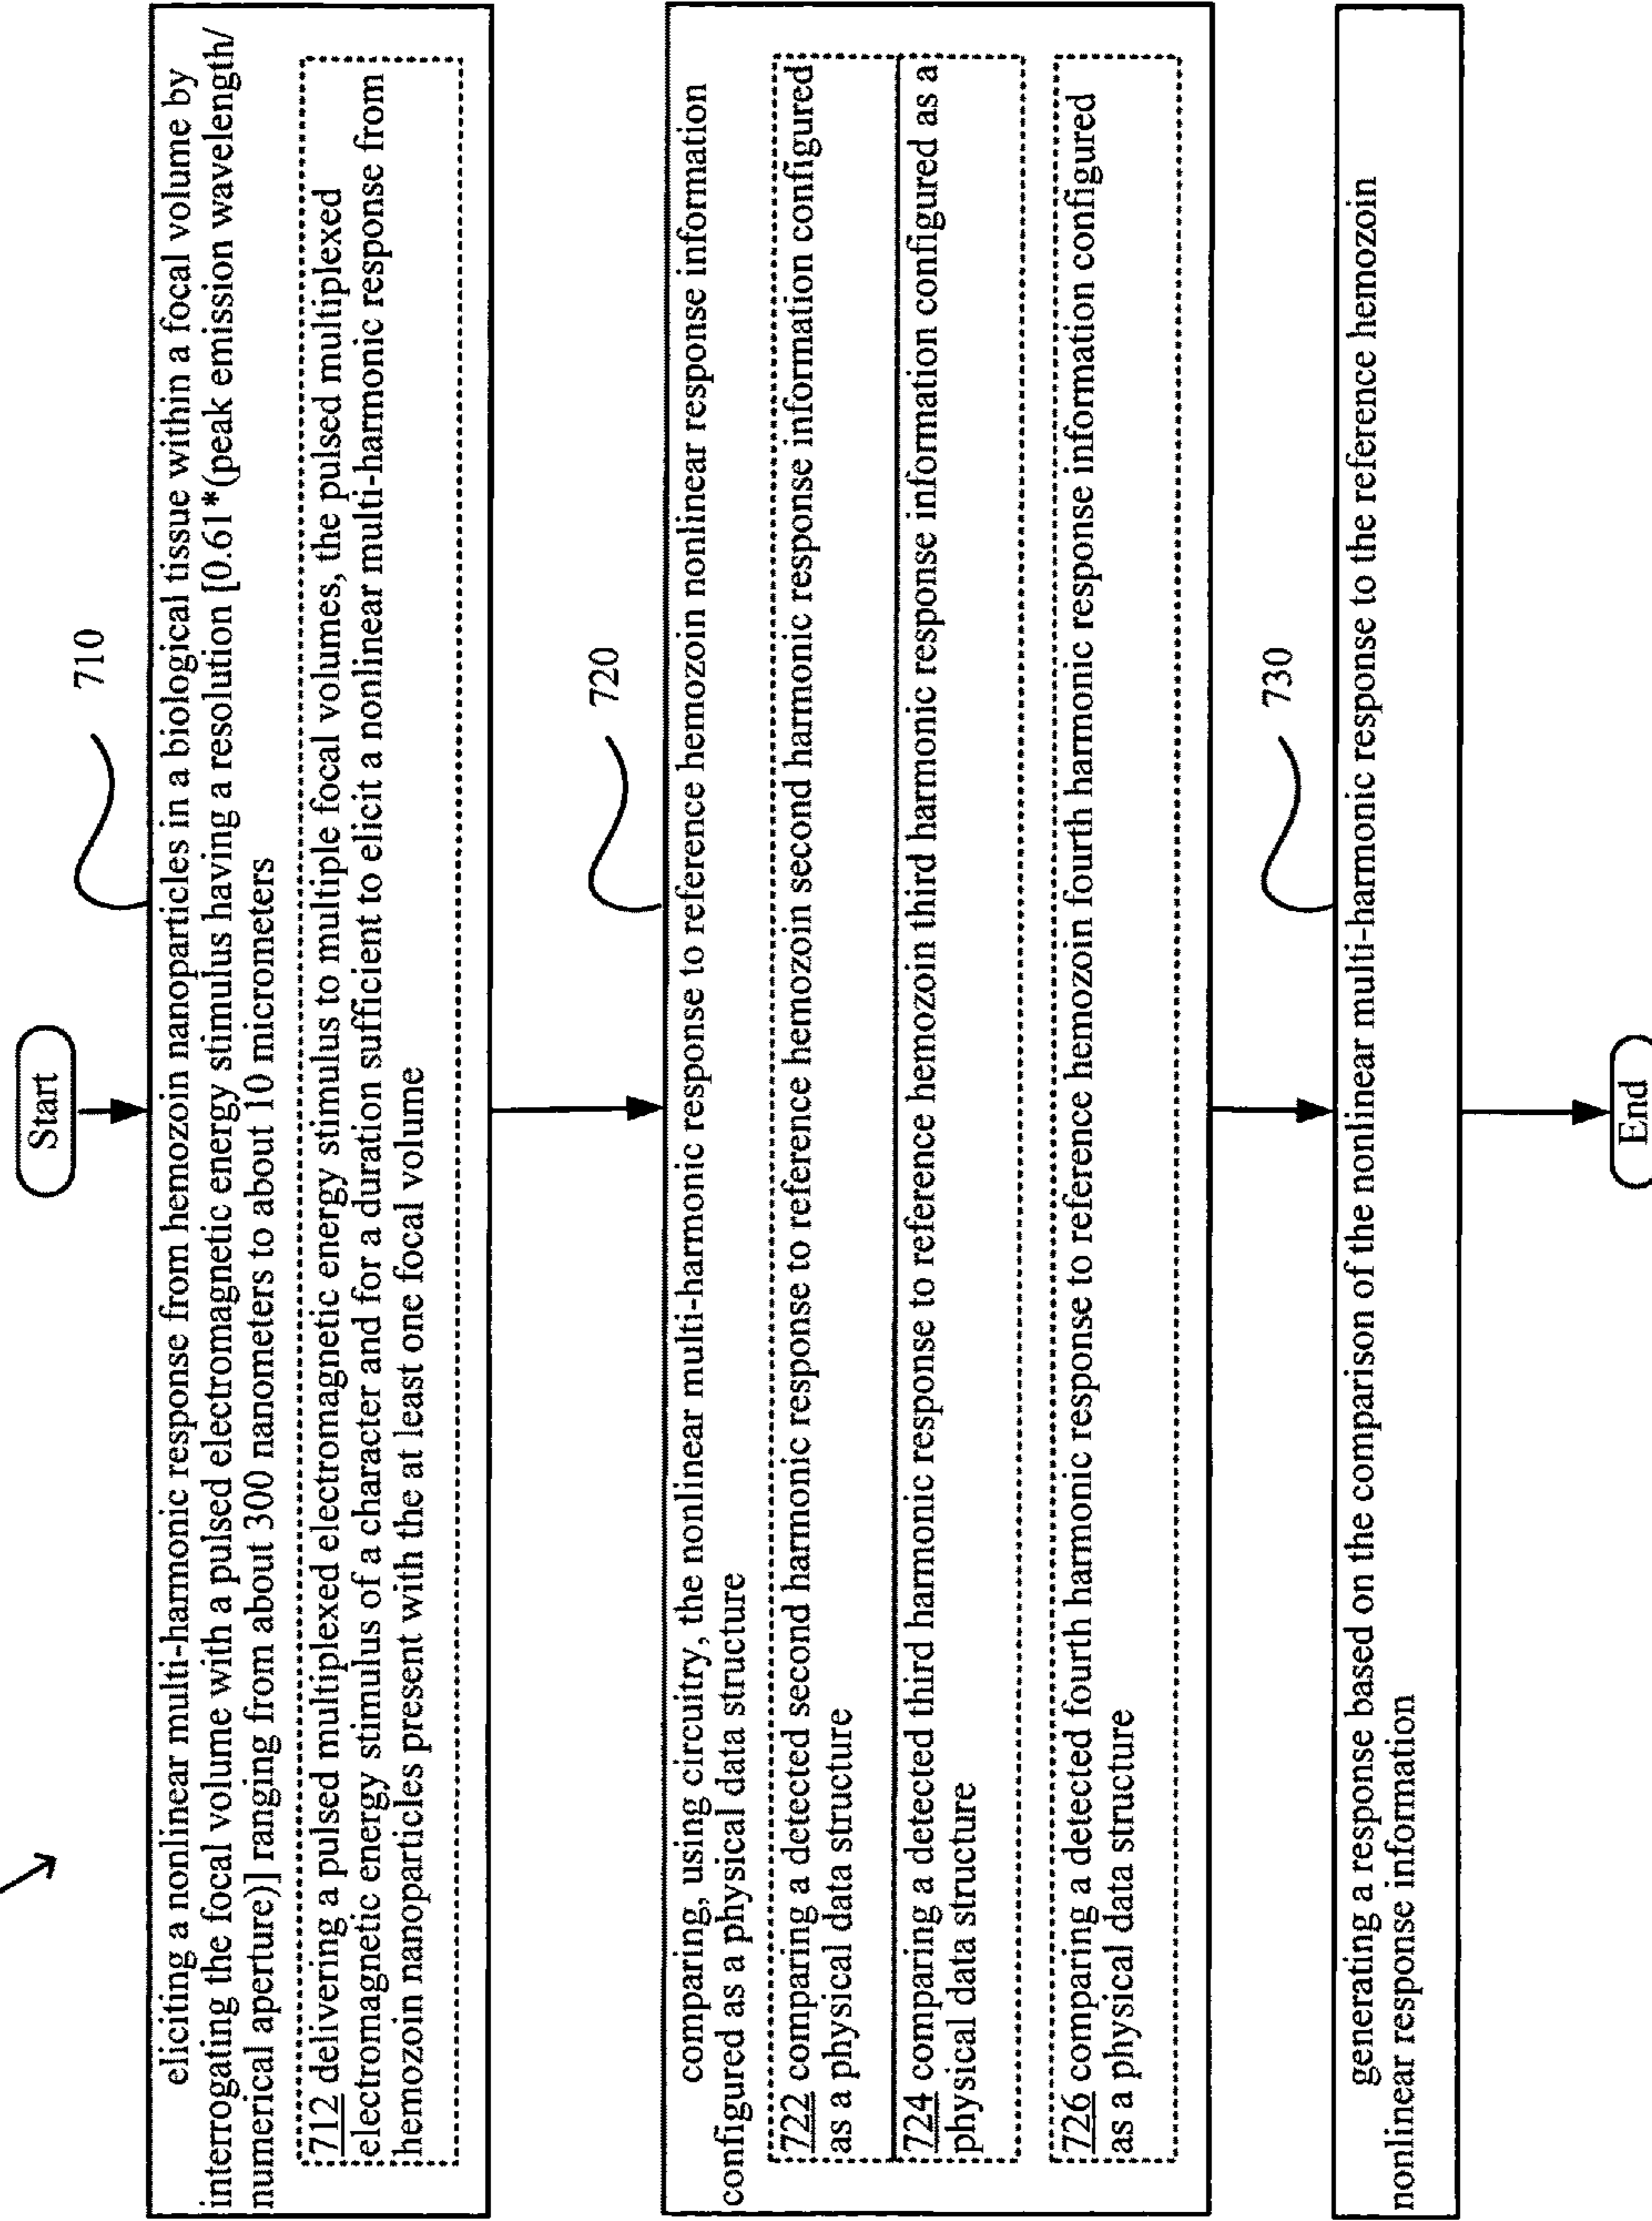 Start
710
eliciting a nonlinear multi-harmonic response from hemozoin nanoparticles in a biological tissue within a focal volume by
interrogating the focal volume with a pulsed electromagnetic energy stimulus having a resolution [0.61*(peak emission wavelength/
numerical aperture)] ranging from about 300 nanometers to about 10 micrometers
712 delivering a pulsed multiplexed electromagnetic energy stimulus to multiple focal volumes, the pulsed multiplexed
electromagnetic energy stimulus of a character and for a duration sufficient to elicit a nonlinear multi-harmonic response from
hemozoin nanoparticles present with the at least one focal volume
720
comparing, using circuitry, the nonlinear multi-harmonic response to reference hemozoin nonlinear response information
configured as a physical data structure
722 comparing a detected second harmonic response to reference hemozoin second harmonic response information configured
as a physical data structure
724 comparing a detected third harmonic response to reference hemozoin third harmonic response information configured as a
physical data structure
726 comparing a detected fourth harmonic response to reference hemozoin fourth harmonic response information configured
as a physical data structure
730
generating a response based on the comparison of the nonlinear multi-harmonic response to the reference hemozoin
nonlinear response information
End